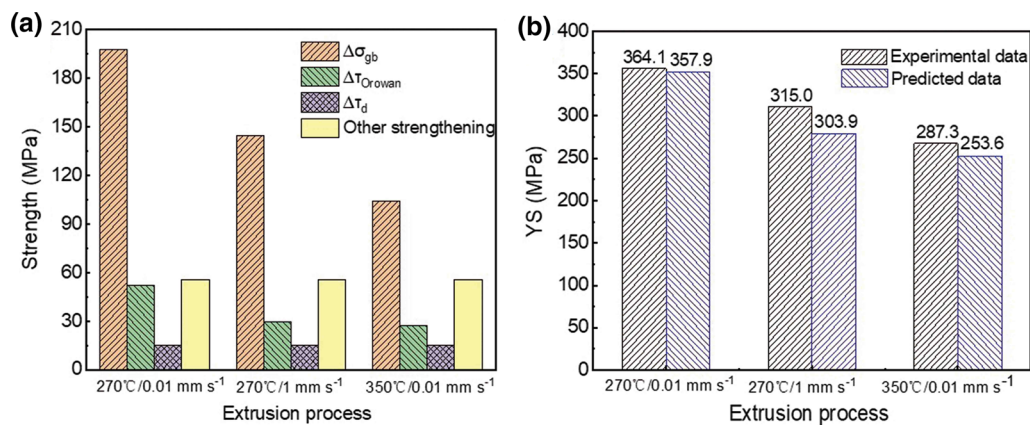 (a)
210
180
150
120
90
60
30
0
Strength (MPa)
Δσgb
ΔτOrowan
Δτd
Other strengthening
270℃/0.01 mm s⁻¹ 270℃/1 mm s⁻¹ 350℃/0.01 mm s⁻¹
Extrusion process
(b)
400
350
300
250
200
150
100
50
0
YS (MPa)
Experimental data
Predicted data
364.1 357.9
315.0
303.9
287.3
253.6
270℃/0.01 mm s⁻¹ 270℃/1 mm s⁻¹ 350℃/0.01 mm s⁻¹
Extrusion process